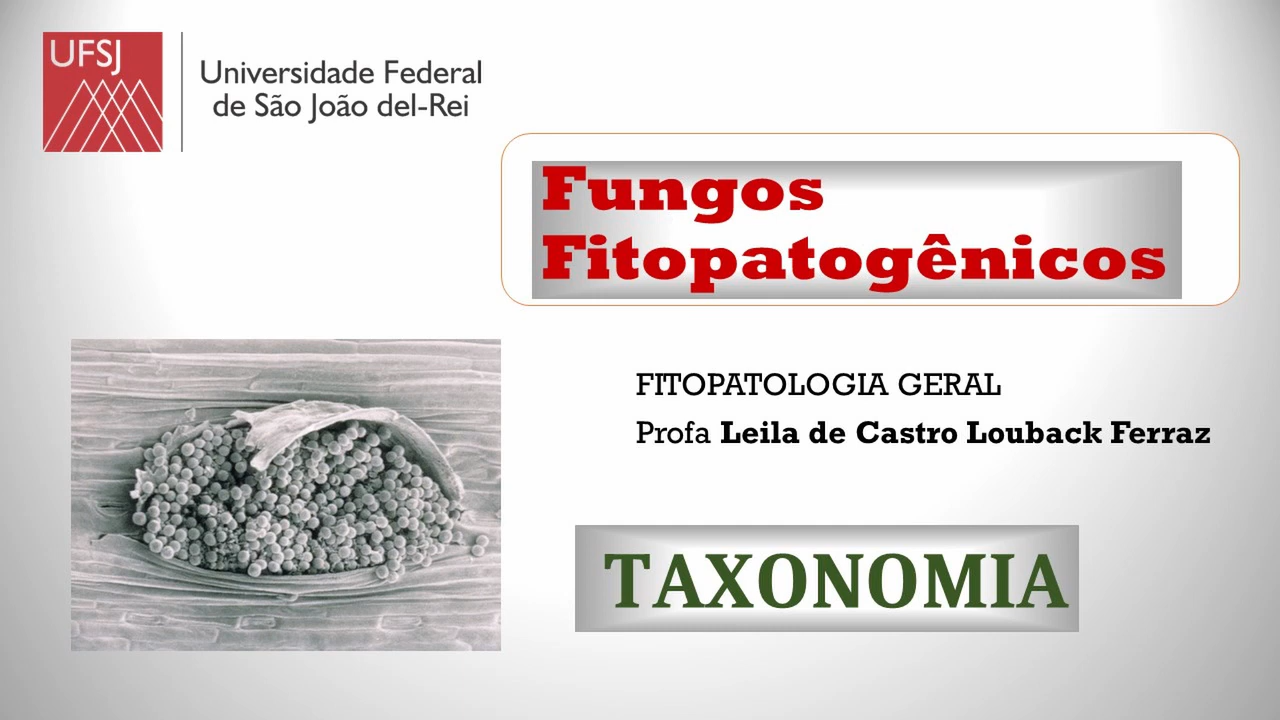 UFSJ
Universidade Federal
de São João del-Rei
Fungos
Fitopatogênicos
FITOPATOLOGIA GERAL
Profa Leila de Castro Louback Ferraz
TAXONOMIA